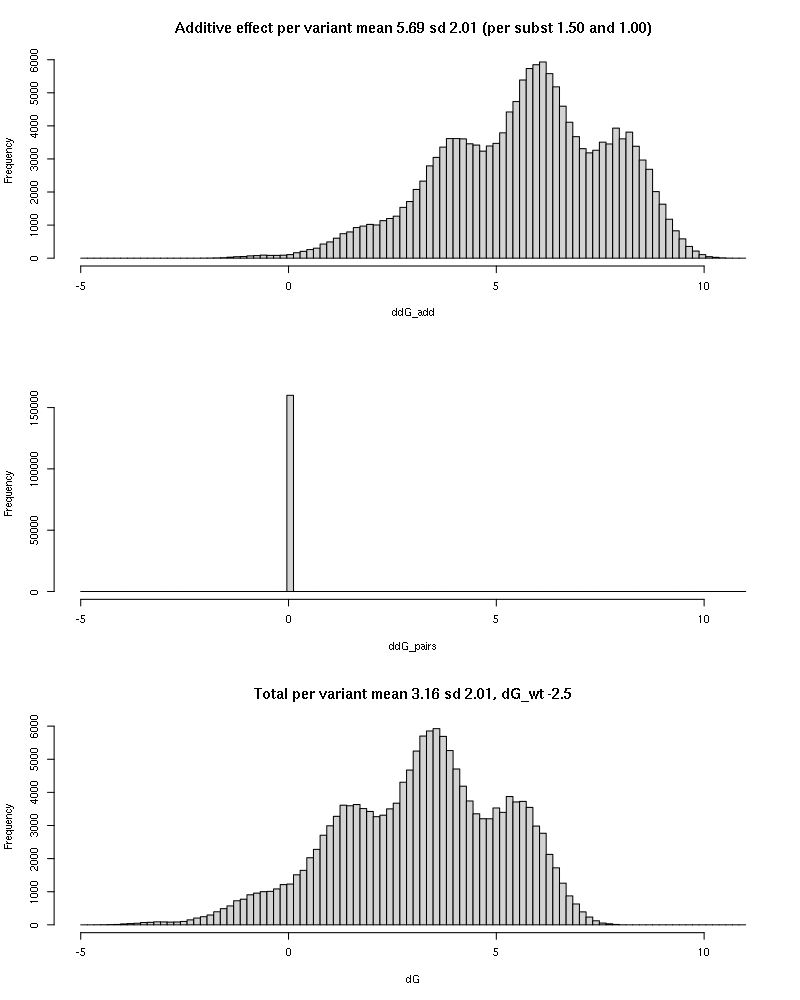 Additive effect per variant mean 5.69 sd 2.01 (per subst 1.50 and 1.00)
Frequency
6000
5000
4000
3000
2000
1000
0
-5 0 5 10
ddG_add
Frequency
150000
100000
50000
0
-5 0 5 10
ddG_pairs
Total per variant mean 3.16 sd 2.01, dG_wt -2.5
Frequency
6000
5000
4000
3000
2000
1000
0
-5 0 5 10
dG